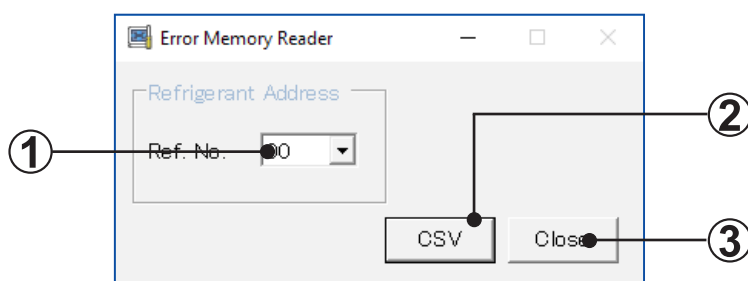 Error Memory Reader
Refrigerant Address
① Ref. No. 00 ②
CSV Close ③